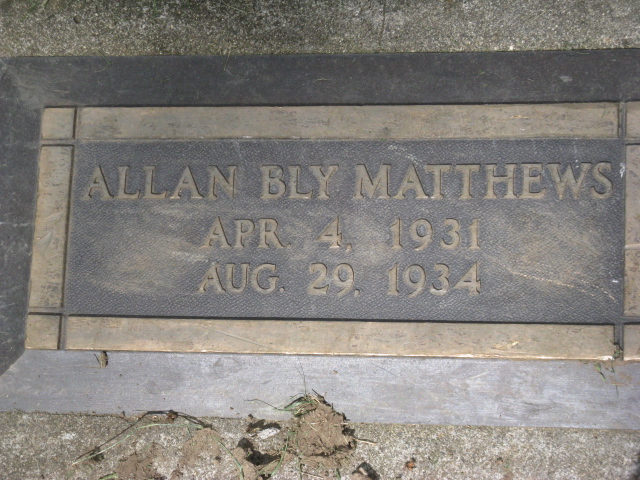 ALLAN BLY MATTHEWS
APR. 4, 1931
AUG. 29, 1934